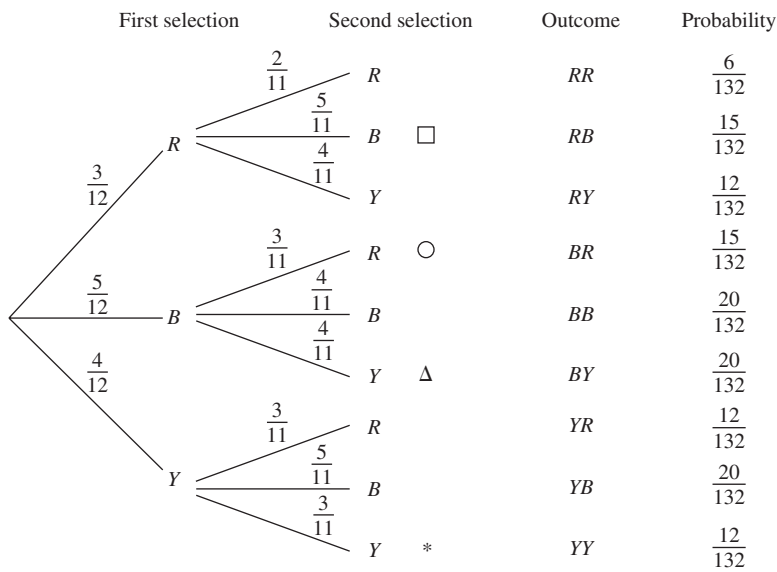 First selection Second selection Outcome Probability
2/11 R RR 6/132
5/11 B □ RB 15/132
R
4/11 Y RY 12/132
3/12
3/11 R ○ BR 15/132
5/12 B 4/11 B BB 20/132
4/11 Y Δ BY 20/132
4/12
3/11 R YR 12/132
Y 5/11 B YB 20/132
3/11 Y * YY 12/132